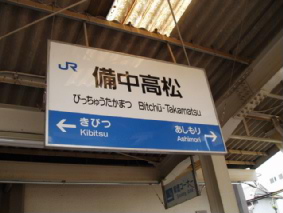 JR
備中高松
びっちゅうたかまつ Bitchū-Takamatsu
きびつ あしもり
Kibitsu Ashimori